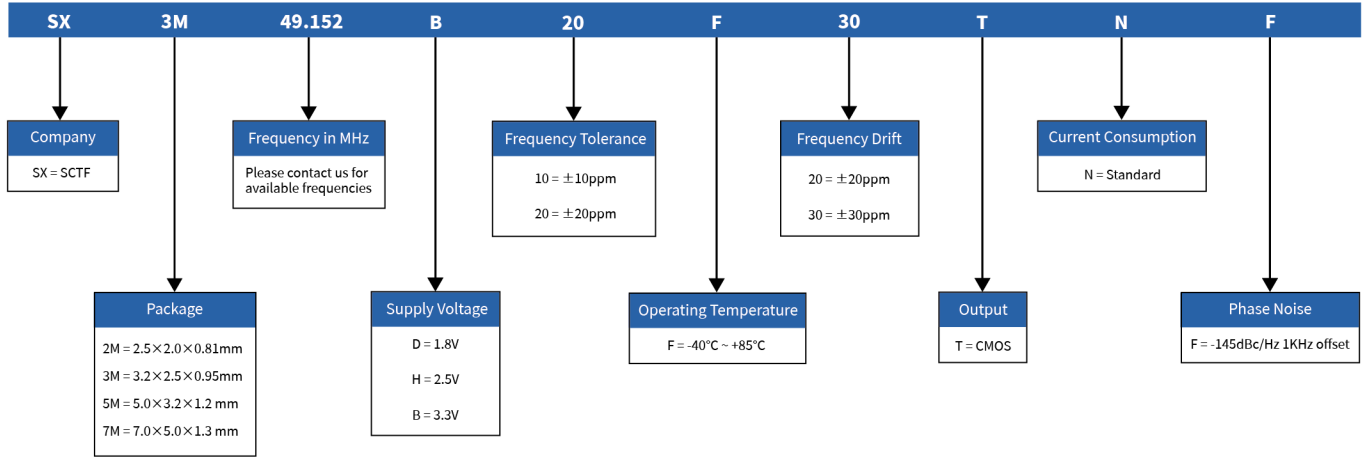 SX 3M 49.152 B 20 F 30 T N F
Company
SX = SCTF
Frequency in MHz
Please contact us for
available frequencies
Frequency Tolerance
10 = ±10ppm
20 = ±20ppm
Frequency Drift
20 = ±20ppm
30 = ±30ppm
Current Consumption
N = Standard
Package
2M = 2.5×2.0×0.81mm
3M = 3.2×2.5×0.95mm
5M = 5.0×3.2×1.2 mm
7M = 7.0×5.0×1.3 mm
Supply Voltage
D = 1.8V
H = 2.5V
B = 3.3V
Operating Temperature
F = -40°C ~ +85°C
Output
T = CMOS
Phase Noise
F = -145dBc/Hz 1KHz offset